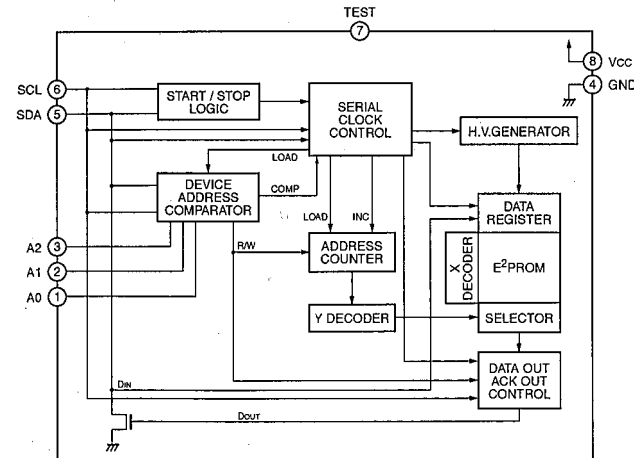 TEST
7
8 VCC
4 GND
SCL 6
SDA 5
START / STOP
LOGIC
SERIAL
CLOCK
CONTROL
H.V.GENERATOR
LOAD
DEVICE
ADDRESS
COMPARATOR
COMP
LOAD
INC
DATA
REGISTER
A2 3
A1 2
A0 1
R/W
ADDRESS
COUNTER
X
DECODER
E²PROM
Y DECODER
SELECTOR
DATA OUT
ACK OUT
CONTROL
DIN
DOUT